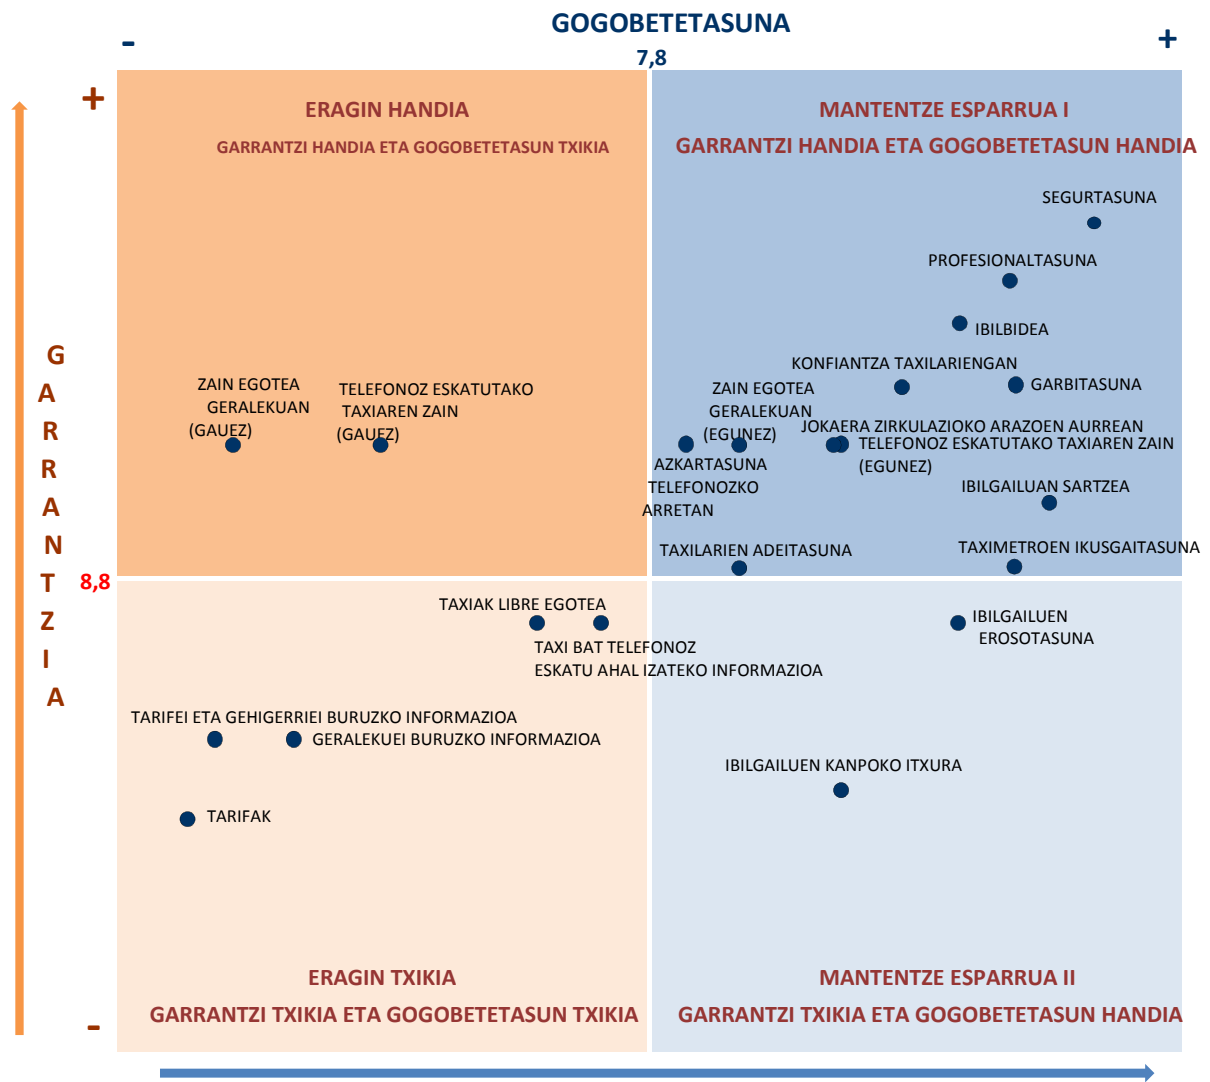 GOGOBETETASUNA
-
+
7,8
+
ERAGIN HANDIA
GARRANTZI HANDIA ETA GOGOBETETASUN TXIKIA
MANTENTZE ESPARRUA I
GARRANTZI HANDIA ETA GOGOBETETASUN HANDIA
SEGURTASUNA
PROFESIONALTASUNA
IBILBIDEA
KONFIANTZA TAXILARIENGAN
GARBITASUNA
ZAIN EGOTEA
GERALEKUAN
(GAUEZ)
TELEFONOZ ESKATUTAKO
TAXIAREN ZAIN
(GAUEZ)
ZAIN EGOTEA
GERALEKUAN
(EGUNEZ)
JOKAERA ZIRKULAZIOKO ARAZOEN AURREAN
TELEFONOZ ESKATUTAKO TAXIAREN ZAIN
(EGUNEZ)
AZKARTASUNA
TELEFONOZKO
ARRETAN
IBILGAILUAN SARTZEA
TAXILARIEN ADEITASUNA
TAXIMETROEN IKUSGAITASUNA
G
A
R
R
A
N
T
Z
I
A
8,8
TAXIAK LIBRE EGOTEA
TAXI BAT TELEFONOZ
ESKATU AHAL IZATEKO INFORMAZIOA
IBILGAILUEN
EROSOTASUNA
TARIFEI ETA GEHIGERRIEI BURUZKO INFORMAZIOA
GERALEKUEI BURUZKO INFORMAZIOA
IBILGAILUEN KANPOKO ITXURA
TARIFAK
ERAGIN TXIKIA
GARRANTZI TXIKIA ETA GOGOBETETASUN TXIKIA
MANTENTZE ESPARRUA II
GARRANTZI TXIKIA ETA GOGOBETETASUN HANDIA
-